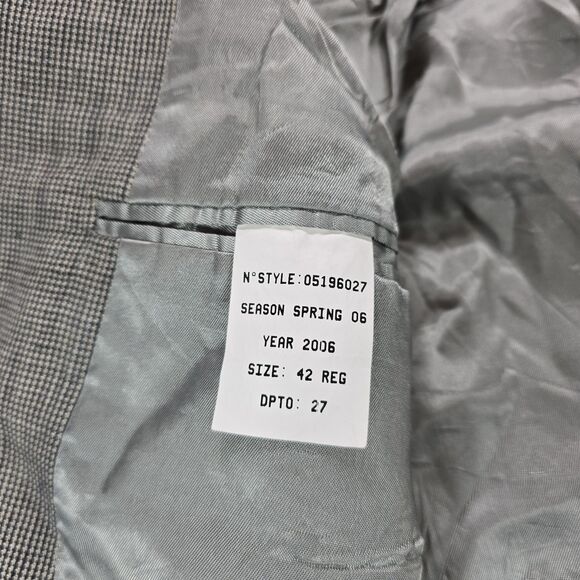 N°STYLE:05196027
SEASON SPRING 06
YEAR 2006
SIZE: 42 REG
DPTO: 27